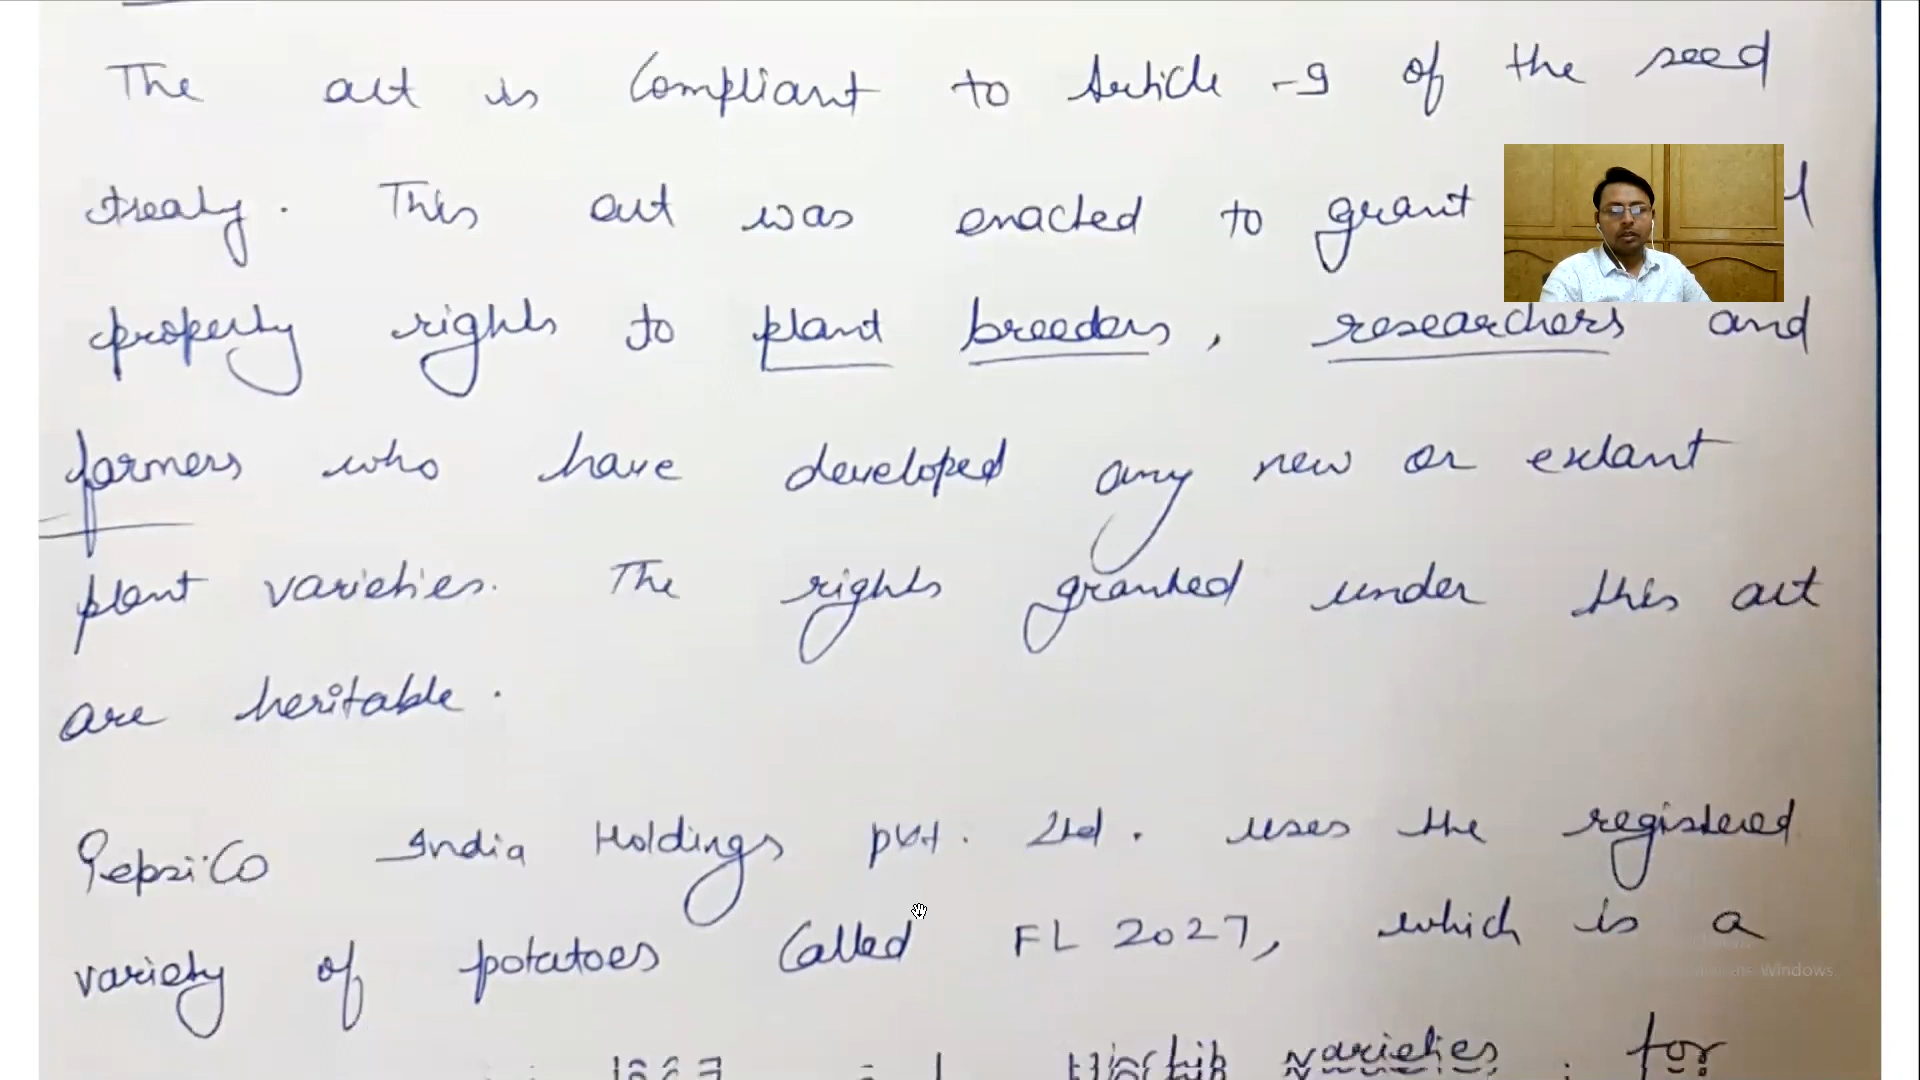 The act is Compliant to Article -9 of the seed
treaty. This act was enacted to grant
property rights to plant breeders, researchers and
farmers who have developed any new or extant
plant varieties. The rights granted under this act
are heritable.
PepsiCo India Holdings pvt. Ltd. uses the registered
variety of potatoes Called FL 2027, which is a
Windows.
varieties. for